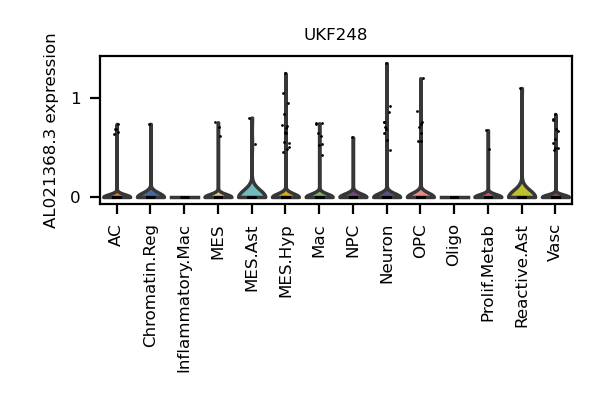 UKF248
AL021368.3 expression
1
0
AC
Chromatin.Reg
Inflammatory.Mac
MES
MES.Ast
MES.Hyp
Mac
NPC
Neuron
OPC
Oligo
Prolif.Metab
Reactive.Ast
Vasc